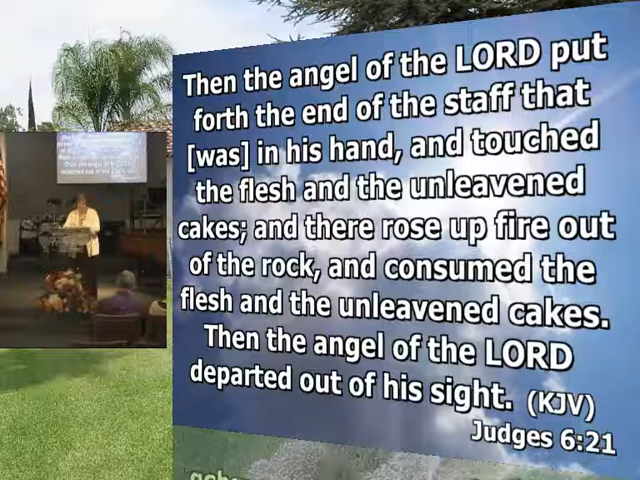 Then the angel of the LORD put
forth the end of the staff that
[was] in his hand, and touched
the flesh and the unleavened
cakes; and there rose up fire out
of the rock, and consumed the
flesh and the unleavened cakes.
Then the angel of the LORD
departed out of his sight. (KJV)
Judges 6:21